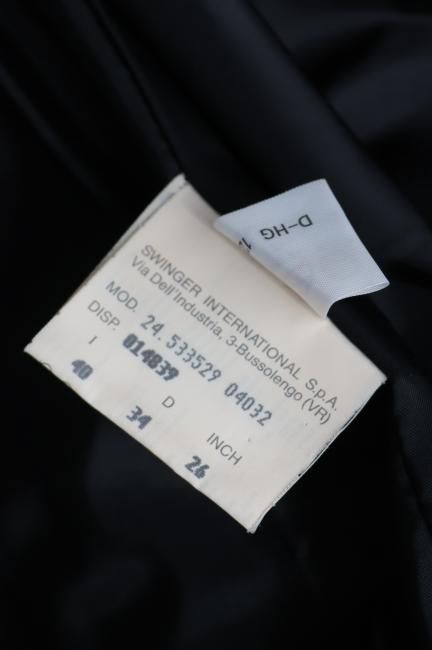 D-HG
SWINGER INTERNATIONAL S.p.A.
Via Dell'Industria, 3-Bussolengo (VR)
MOD. 24.533529 04032
DISP. 014839
I D INCH
40 34 26